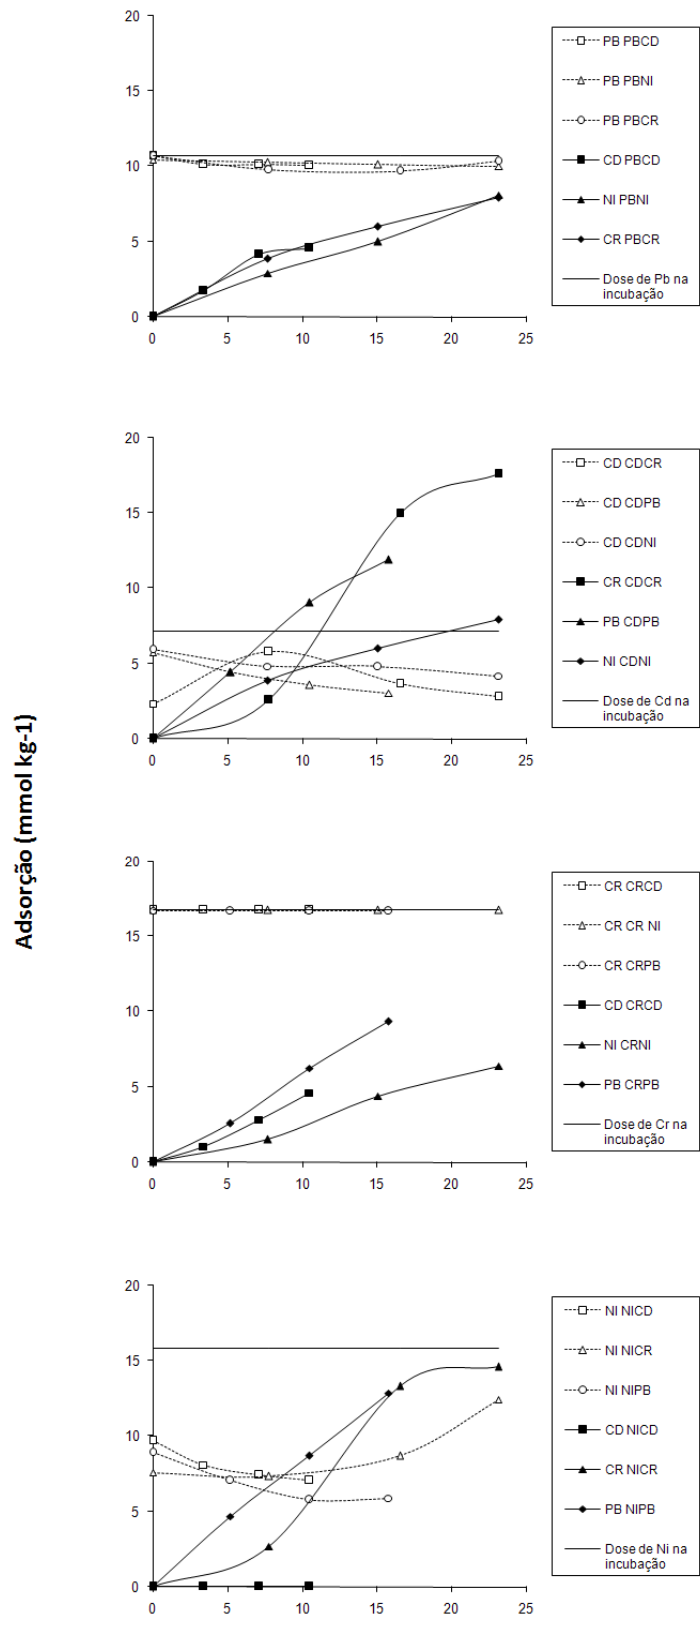 20
15
10
5
0
0 5 10 15 20 25
PB PBCD
PB PBNI
PB PBCR
CD PBCD
NI PBNI
CR PBCR
Dose de Pb na
incubação
20
15
10
5
0
0 5 10 15 20 25
CD CDCR
CD CDPB
CD CDNI
CR CDCR
PB CDPB
NI CDNI
Dose de Cd na
incubação
Adsorção (mmol kg-1)
20
15
10
5
0
0 5 10 15 20 25
CR CRCD
CR CR NI
CR CRPB
CD CRCD
NI CRNI
PB CRPB
Dose de Cr na
incubação
20
15
10
5
0
0 5 10 15 20 25
NI NICD
NI NICR
NI NIPB
CD NICD
CR NICR
PB NIPB
Dose de Ni na
incubação